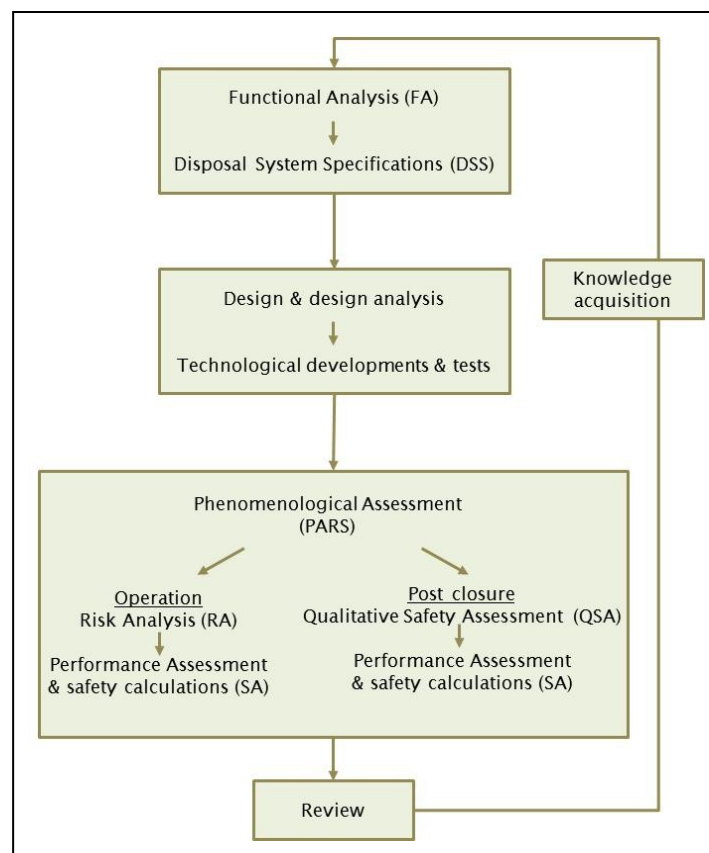 Functional Analysis (FA)
Disposal System Specifications (DSS)
Knowledge
acquisition
Design & design analysis
Technological developments & tests
Phenomenological Assessment
(PARS)
Operation
Risk Analysis (RA)
Performance Assessment
& safety calculations (SA)
Post closure
Qualitative Safety Assessment (QSA)
Performance Assessment
& safety calculations (SA)
Review